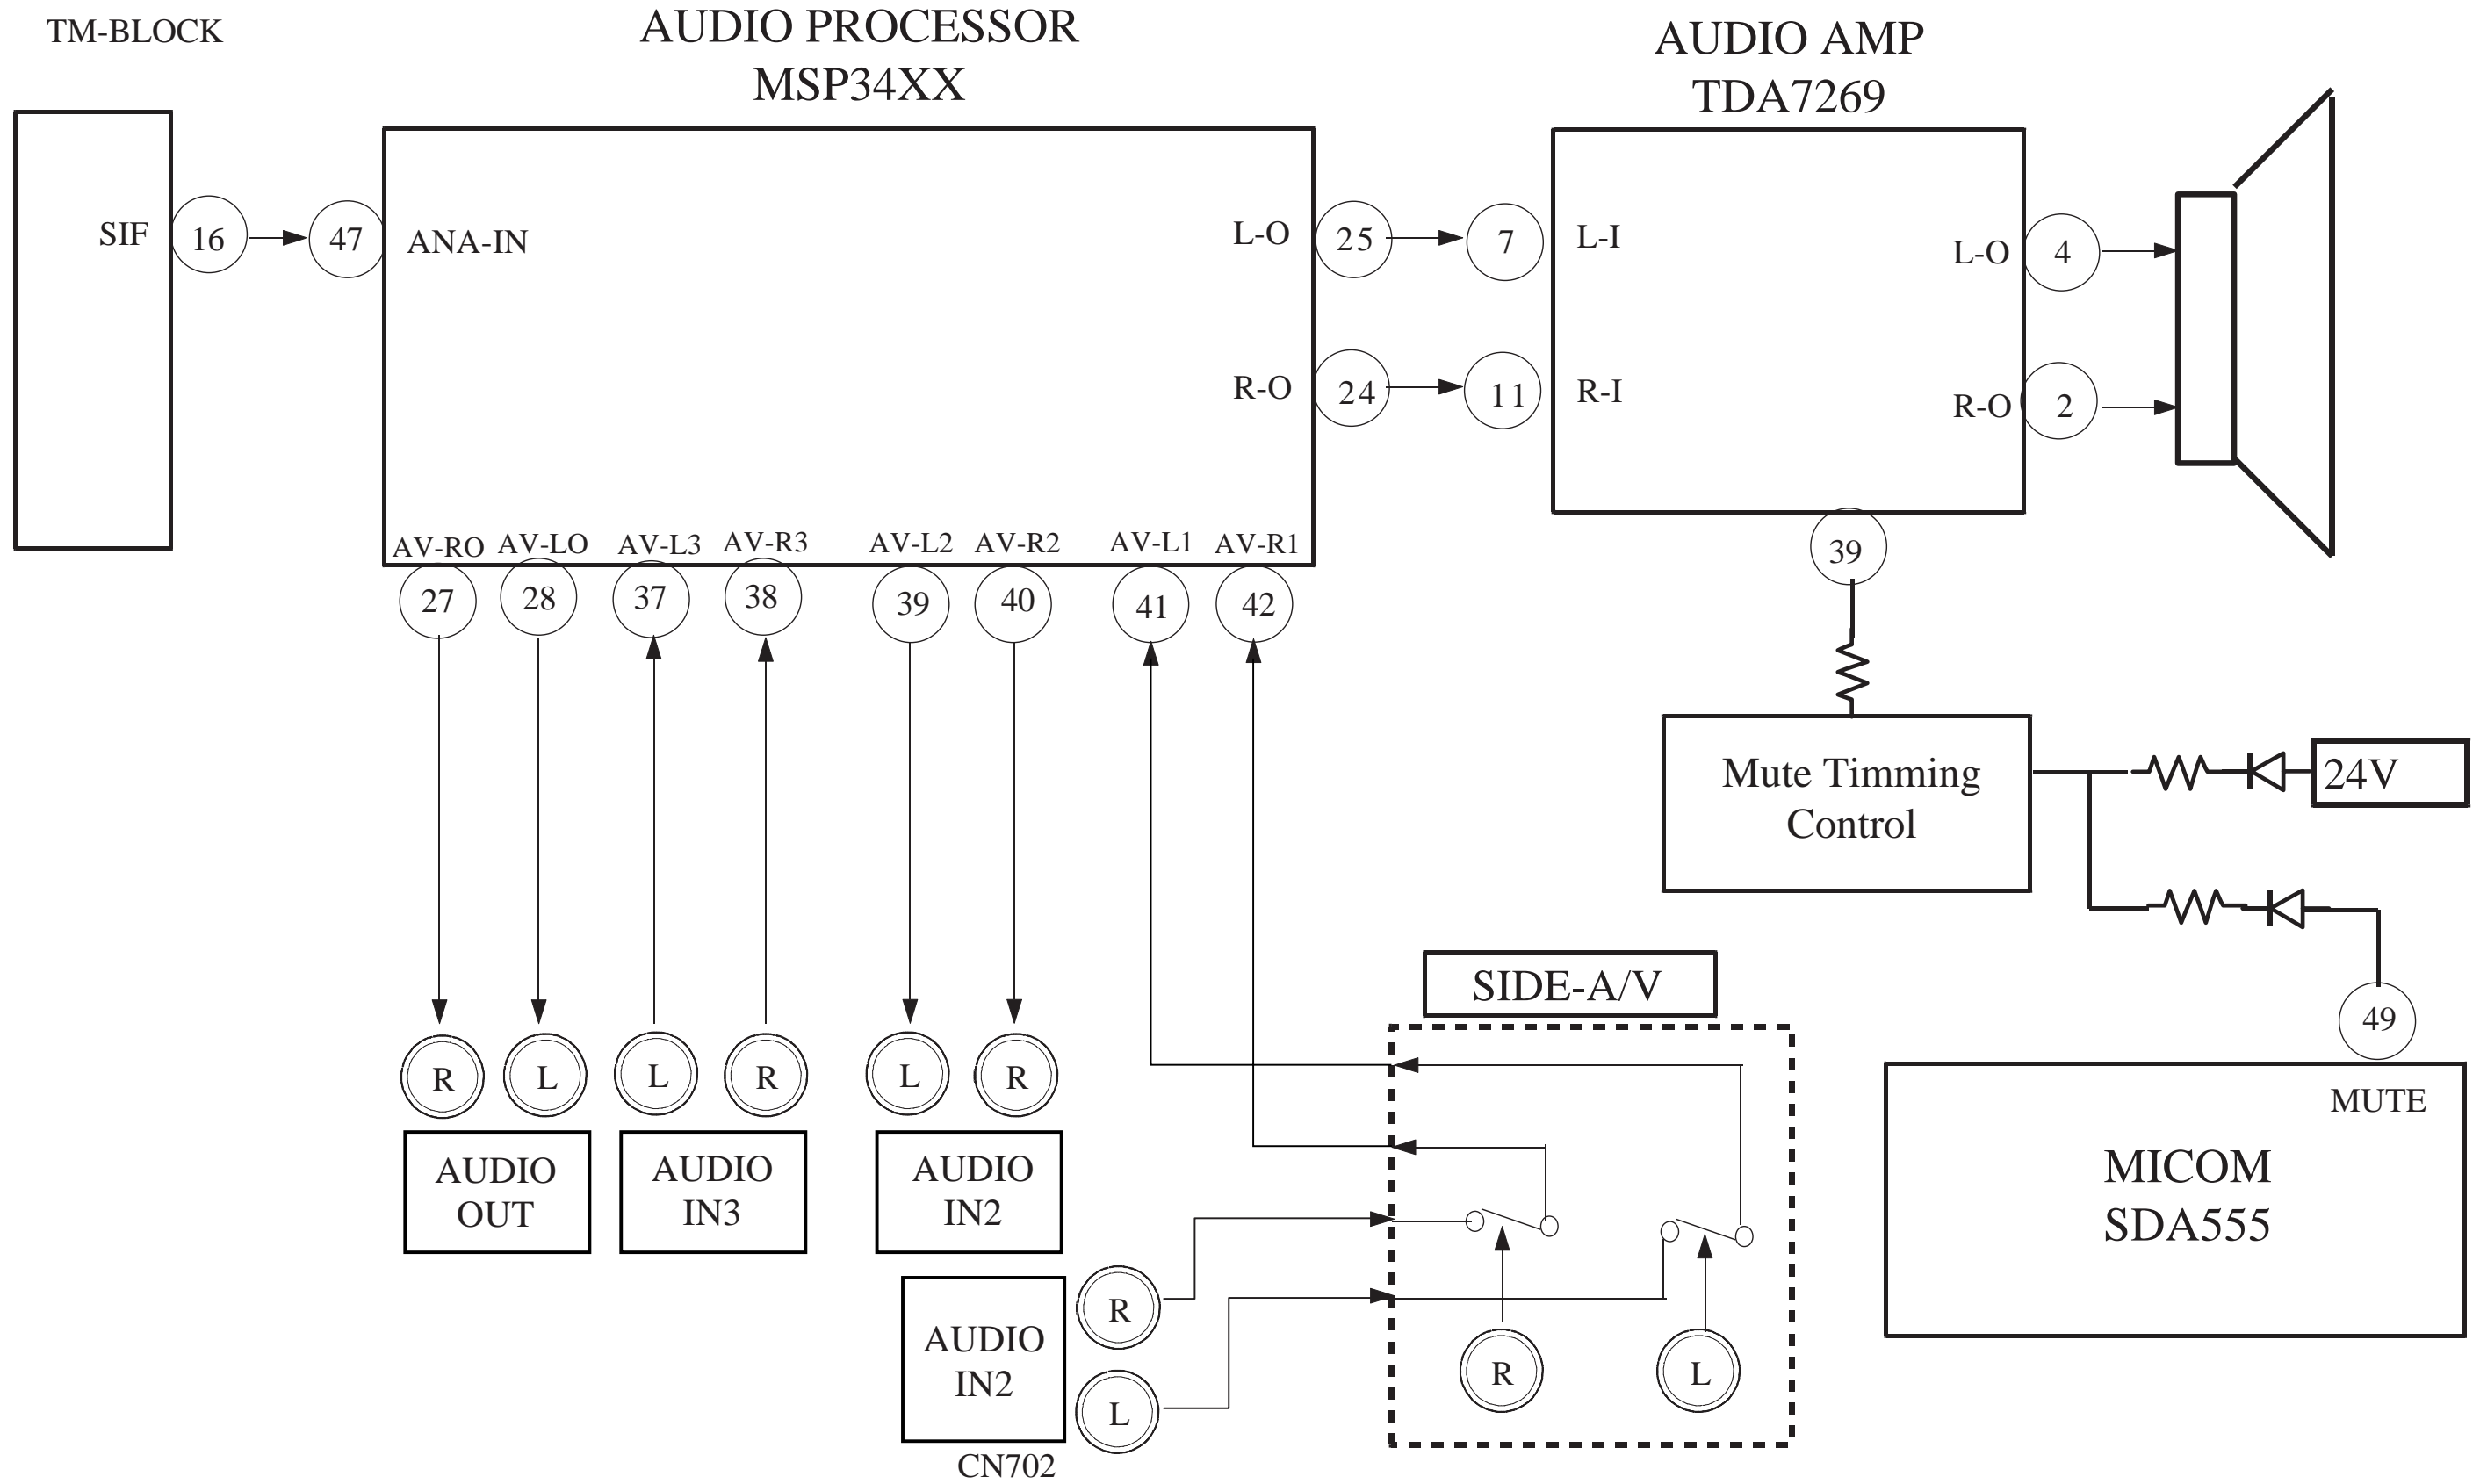 TM-BLOCK
AUDIO PROCESSOR
MSP34XX
AUDIO AMP
TDA7269
SIF
16
47
ANA-IN
L-O
25
7
L-I
L-O
4
R-O
24
11
R-I
R-O
2
AV-RO
AV-LO
AV-L3
AV-R3
AV-L2
AV-R2
AV-L1
AV-R1
27
28
37
38
39
40
41
42
39
Mute Timming
Control
24V
SIDE-A/V
49
MUTE
MICOM
SDA555
R
L
L
R
L
R
AUDIO
OUT
AUDIO
IN3
AUDIO
IN2
AUDIO
IN2
R
L
CN702
R
L